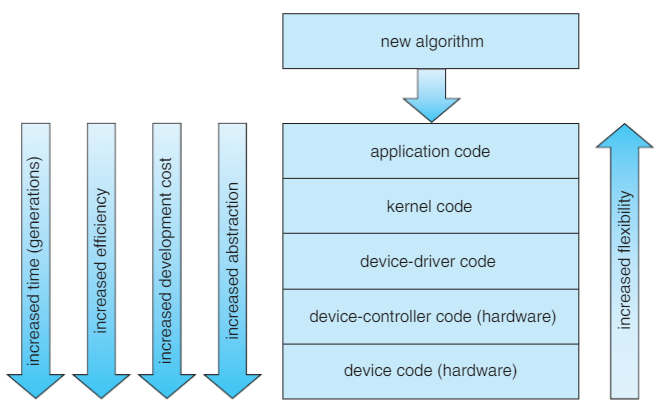 new algorithm
increased time (generations)
increased efficiency
increased development cost
increased abstraction
application code
kernel code
device-driver code
device-controller code (hardware)
device code (hardware)
increased flexibility